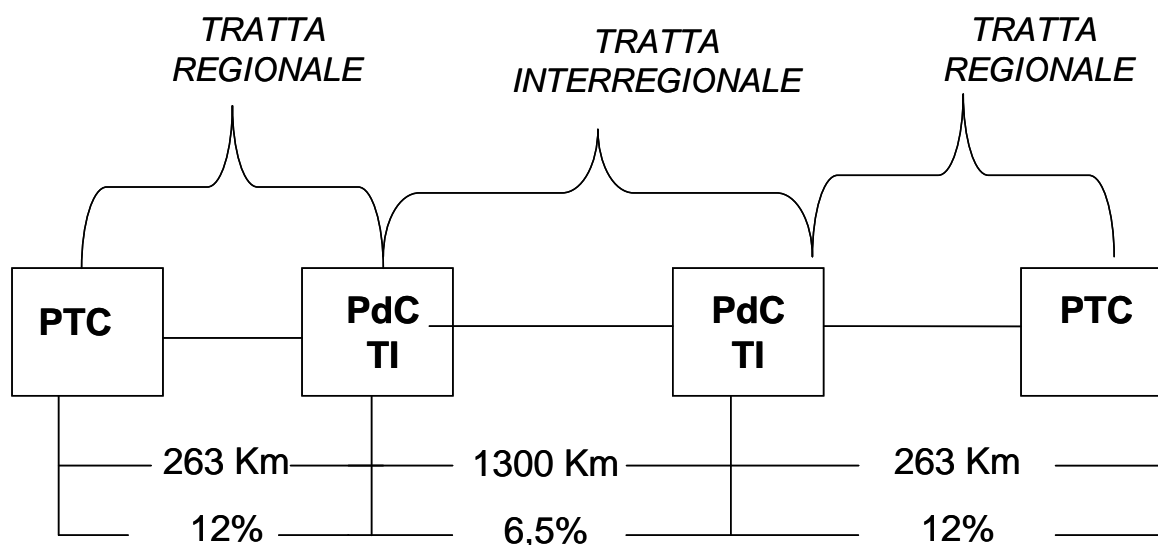 TRATTA
REGIONALE
TRATTA
INTERREGIONALE
TRATTA
REGIONALE
PTC
PdC
TI
PdC
TI
PTC
263 Km
1300 Km
263 Km
12%
6,5%
12%